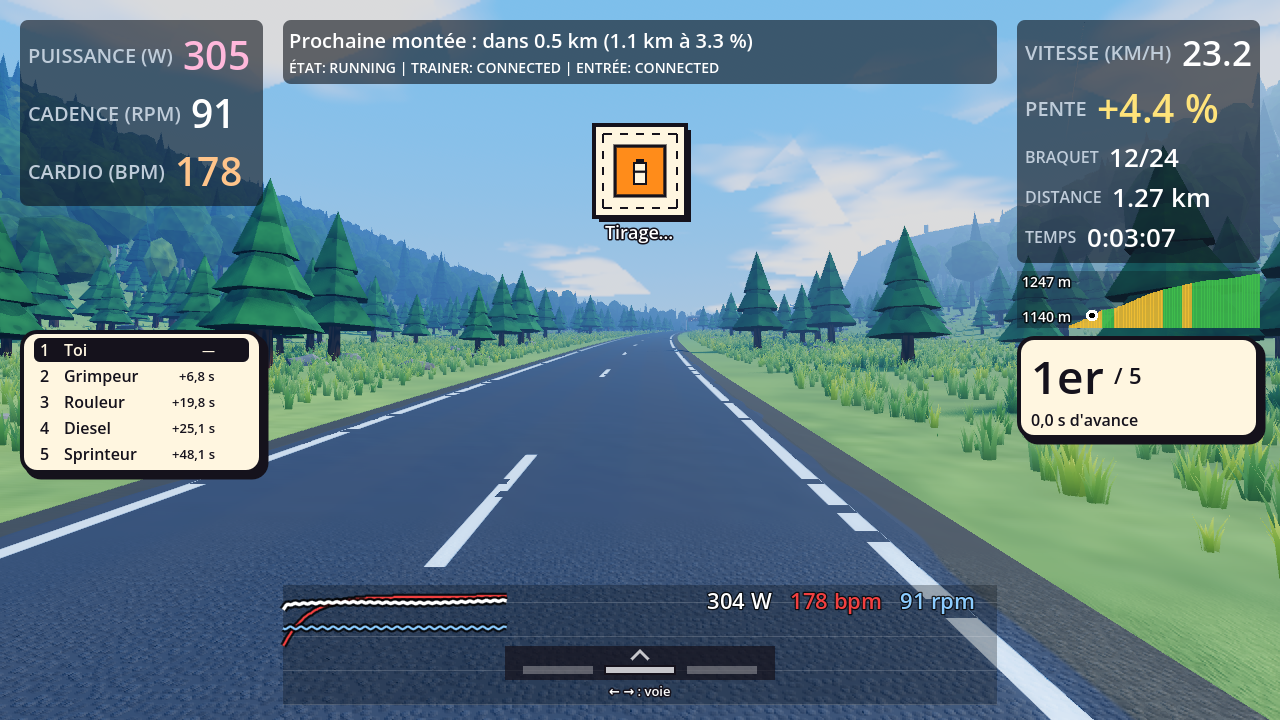 PUISSANCE (W) 305
CADENCE (RPM) 91
CARDIO (BPM) 178
Prochaine montée : dans 0.5 km (1.1 km à 3.3 %)
ÉTAT: RUNNING | TRAINER: CONNECTED | ENTRÉE: CONNECTED
VITESSE (KM/H) 23.2
PENTE +4.4 %
BRAQUET 12/24
DISTANCE 1.27 km
TEMPS 0:03:07
1247 m
1140 m
Tirage...
1 Toi —
2 Grimpeur +6,8 s
3 Rouleur +19,8 s
4 Diesel +25,1 s
5 Sprinteur +48,1 s
1er / 5
0,0 s d'avance
304 W 178 bpm 91 rpm
← → : voie